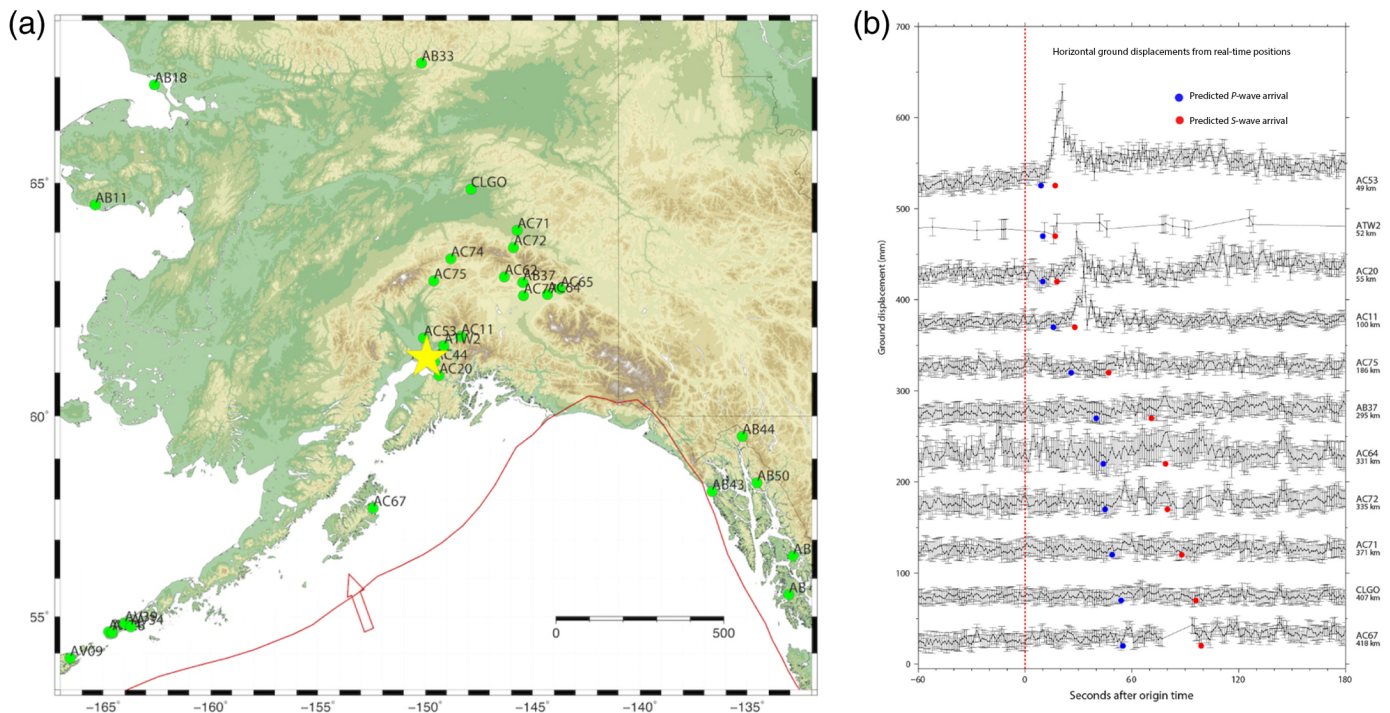 (a)
AB33
AB18
65°
CLGO
AB11
AC71
AC72
AC74
AC62
AC75
AB37
AC65
AC64
AC53
AC11
ATW2
AC44
AC20
60°
AB44
AB50
AB43
AC67
AB
AB
55°
0
500
AV09
−165°
−160°
−155°
−150°
−145°
−140°
−135°
(b)
Horizontal ground displacements from real-time positions
Predicted P-wave arrival
Predicted S-wave arrival
Ground displacement (mm)
700
600
500
400
300
200
100
0
AC53
49 km
ATW2
52 km
AC20
55 km
AC11
100 km
AC75
186 km
AB37
295 km
AC64
331 km
AC72
335 km
AC71
371 km
CLGO
407 km
AC67
418 km
−60
0
60
120
180
Seconds after origin time